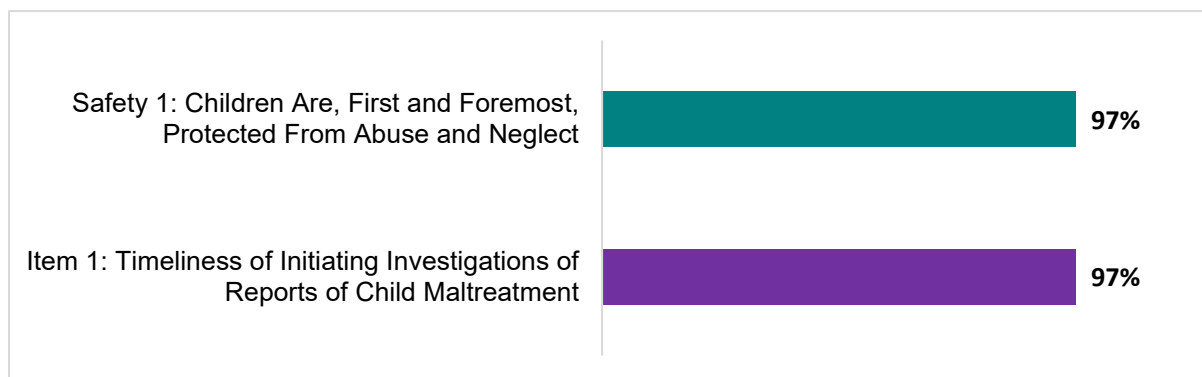 Safety 1: Children Are, First and Foremost,
Protected From Abuse and Neglect
97%
Item 1: Timeliness of Initiating Investigations of
Reports of Child Maltreatment
97%